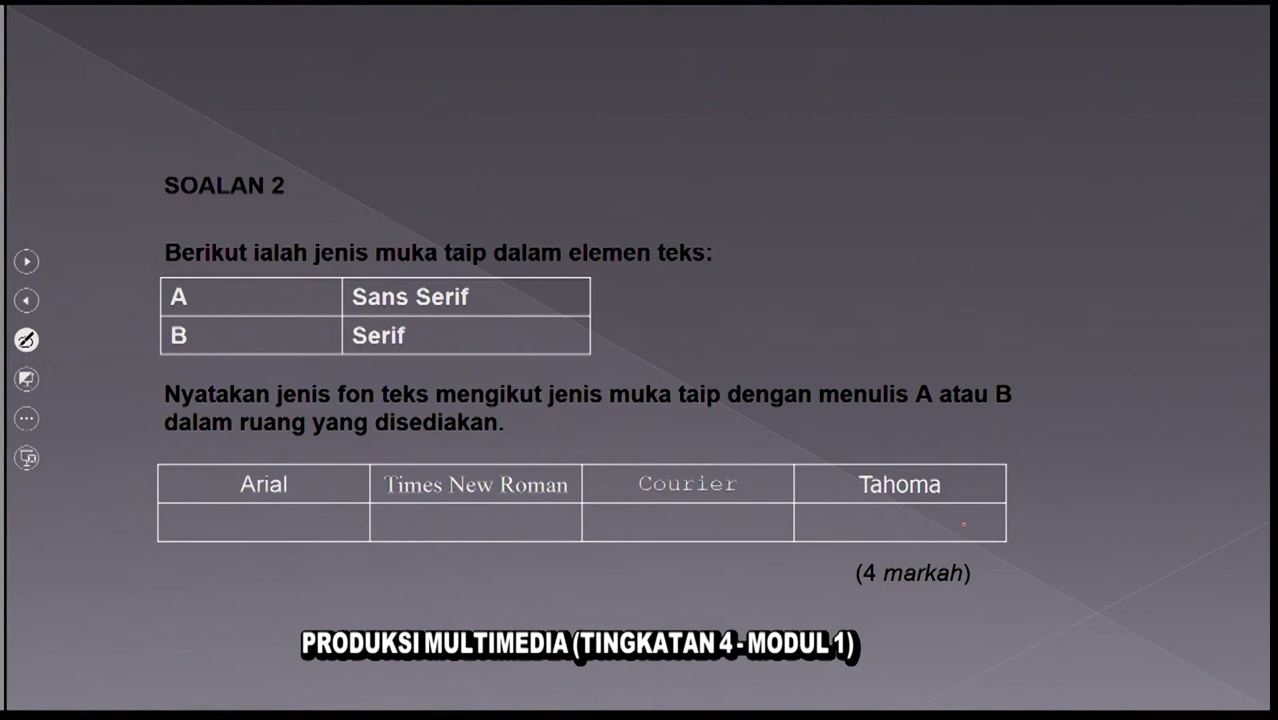 SOALAN 2
Berikut ialah jenis muka taip dalam elemen teks:
A Sans Serif
B Serif
Nyatakan jenis fon teks mengikut jenis muka taip dengan menulis A atau B
dalam ruang yang disediakan.
Arial Times New Roman Courier Tahoma
(4 markah)
PRODUKSI MULTIMEDIA (TINGKATAN 4 - MODUL 1)